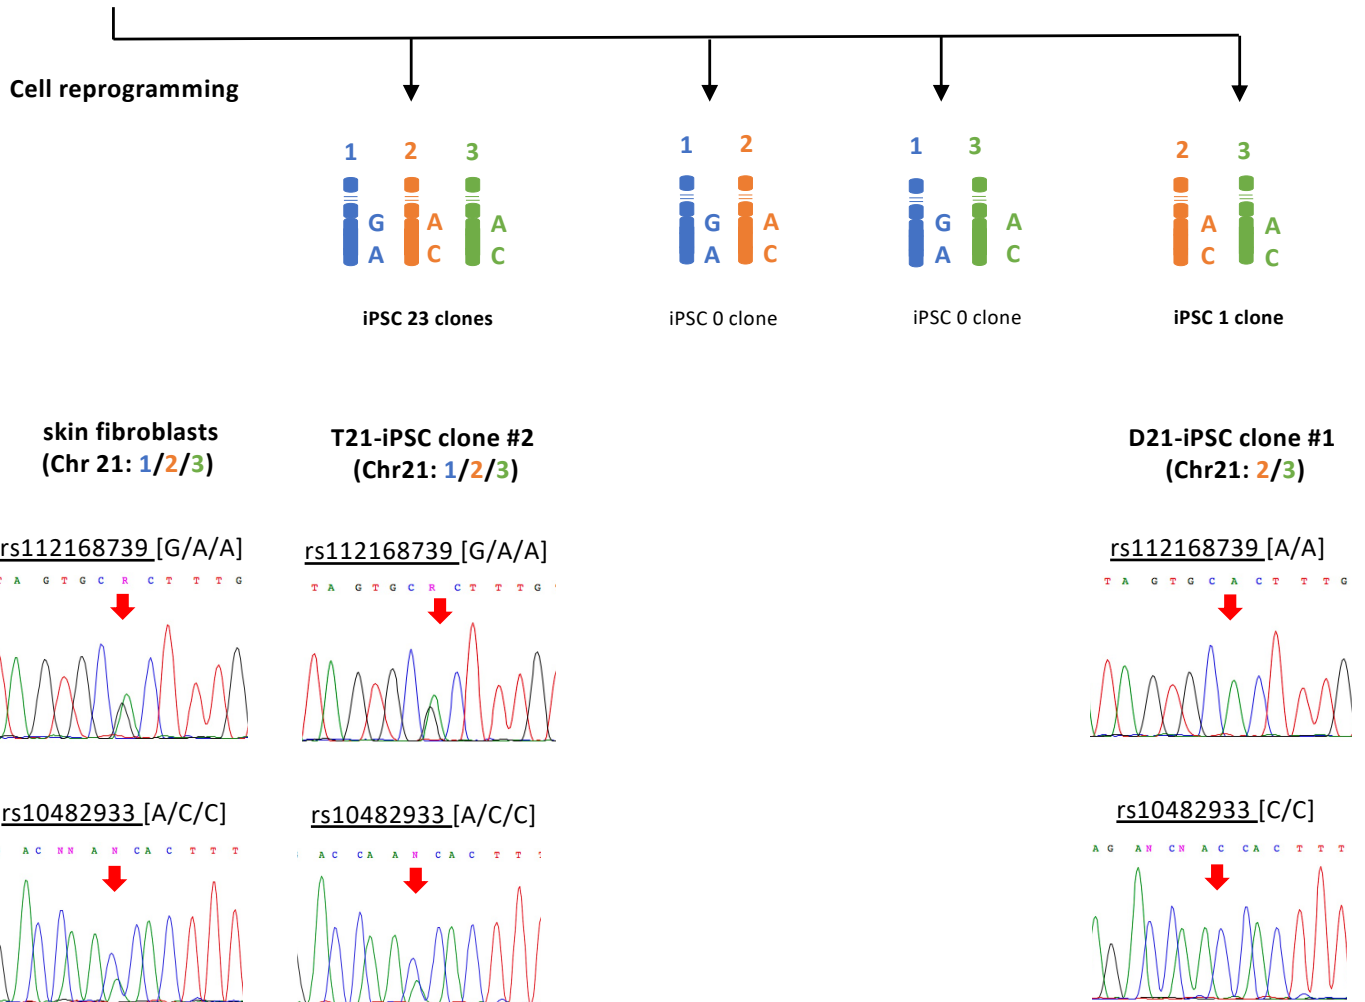 Cell reprogramming
1 2 3
G A A
A C C
iPSC 23 clones
1 2
G A
A C
iPSC 0 clone
1 3
G A
A C
iPSC 0 clone
2 3
A A
C C
iPSC 1 clone
skin fibroblasts
(Chr 21: 1/2/3)
T21-iPSC clone #2
(Chr21: 1/2/3)
D21-iPSC clone #1
(Chr21: 2/3)
rs112168739 [G/A/A]
T A G T G C R C T T T G
rs112168739 [G/A/A]
T A G T G C R C T T T G
rs112168739 [A/A]
T A G T G C A C T T T G
rs10482933 [A/C/C]
A C N N A N C A C T T T
rs10482933 [A/C/C]
A C C A A N C A C T T T
rs10482933 [C/C]
A G A N C N A C C A C T T T